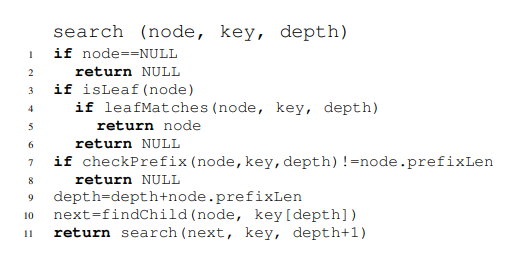 search (node, key, depth)
1 if node==NULL
2 return NULL
3 if isLeaf(node)
4 if leafMatches(node, key, depth)
5 return node
6 return NULL
7 if checkPrefix(node,key,depth)!=node.prefixLen
8 return NULL
9 depth=depth+node.prefixLen
10 next=findChild(node, key[depth])
11 return search(next, key, depth+1)